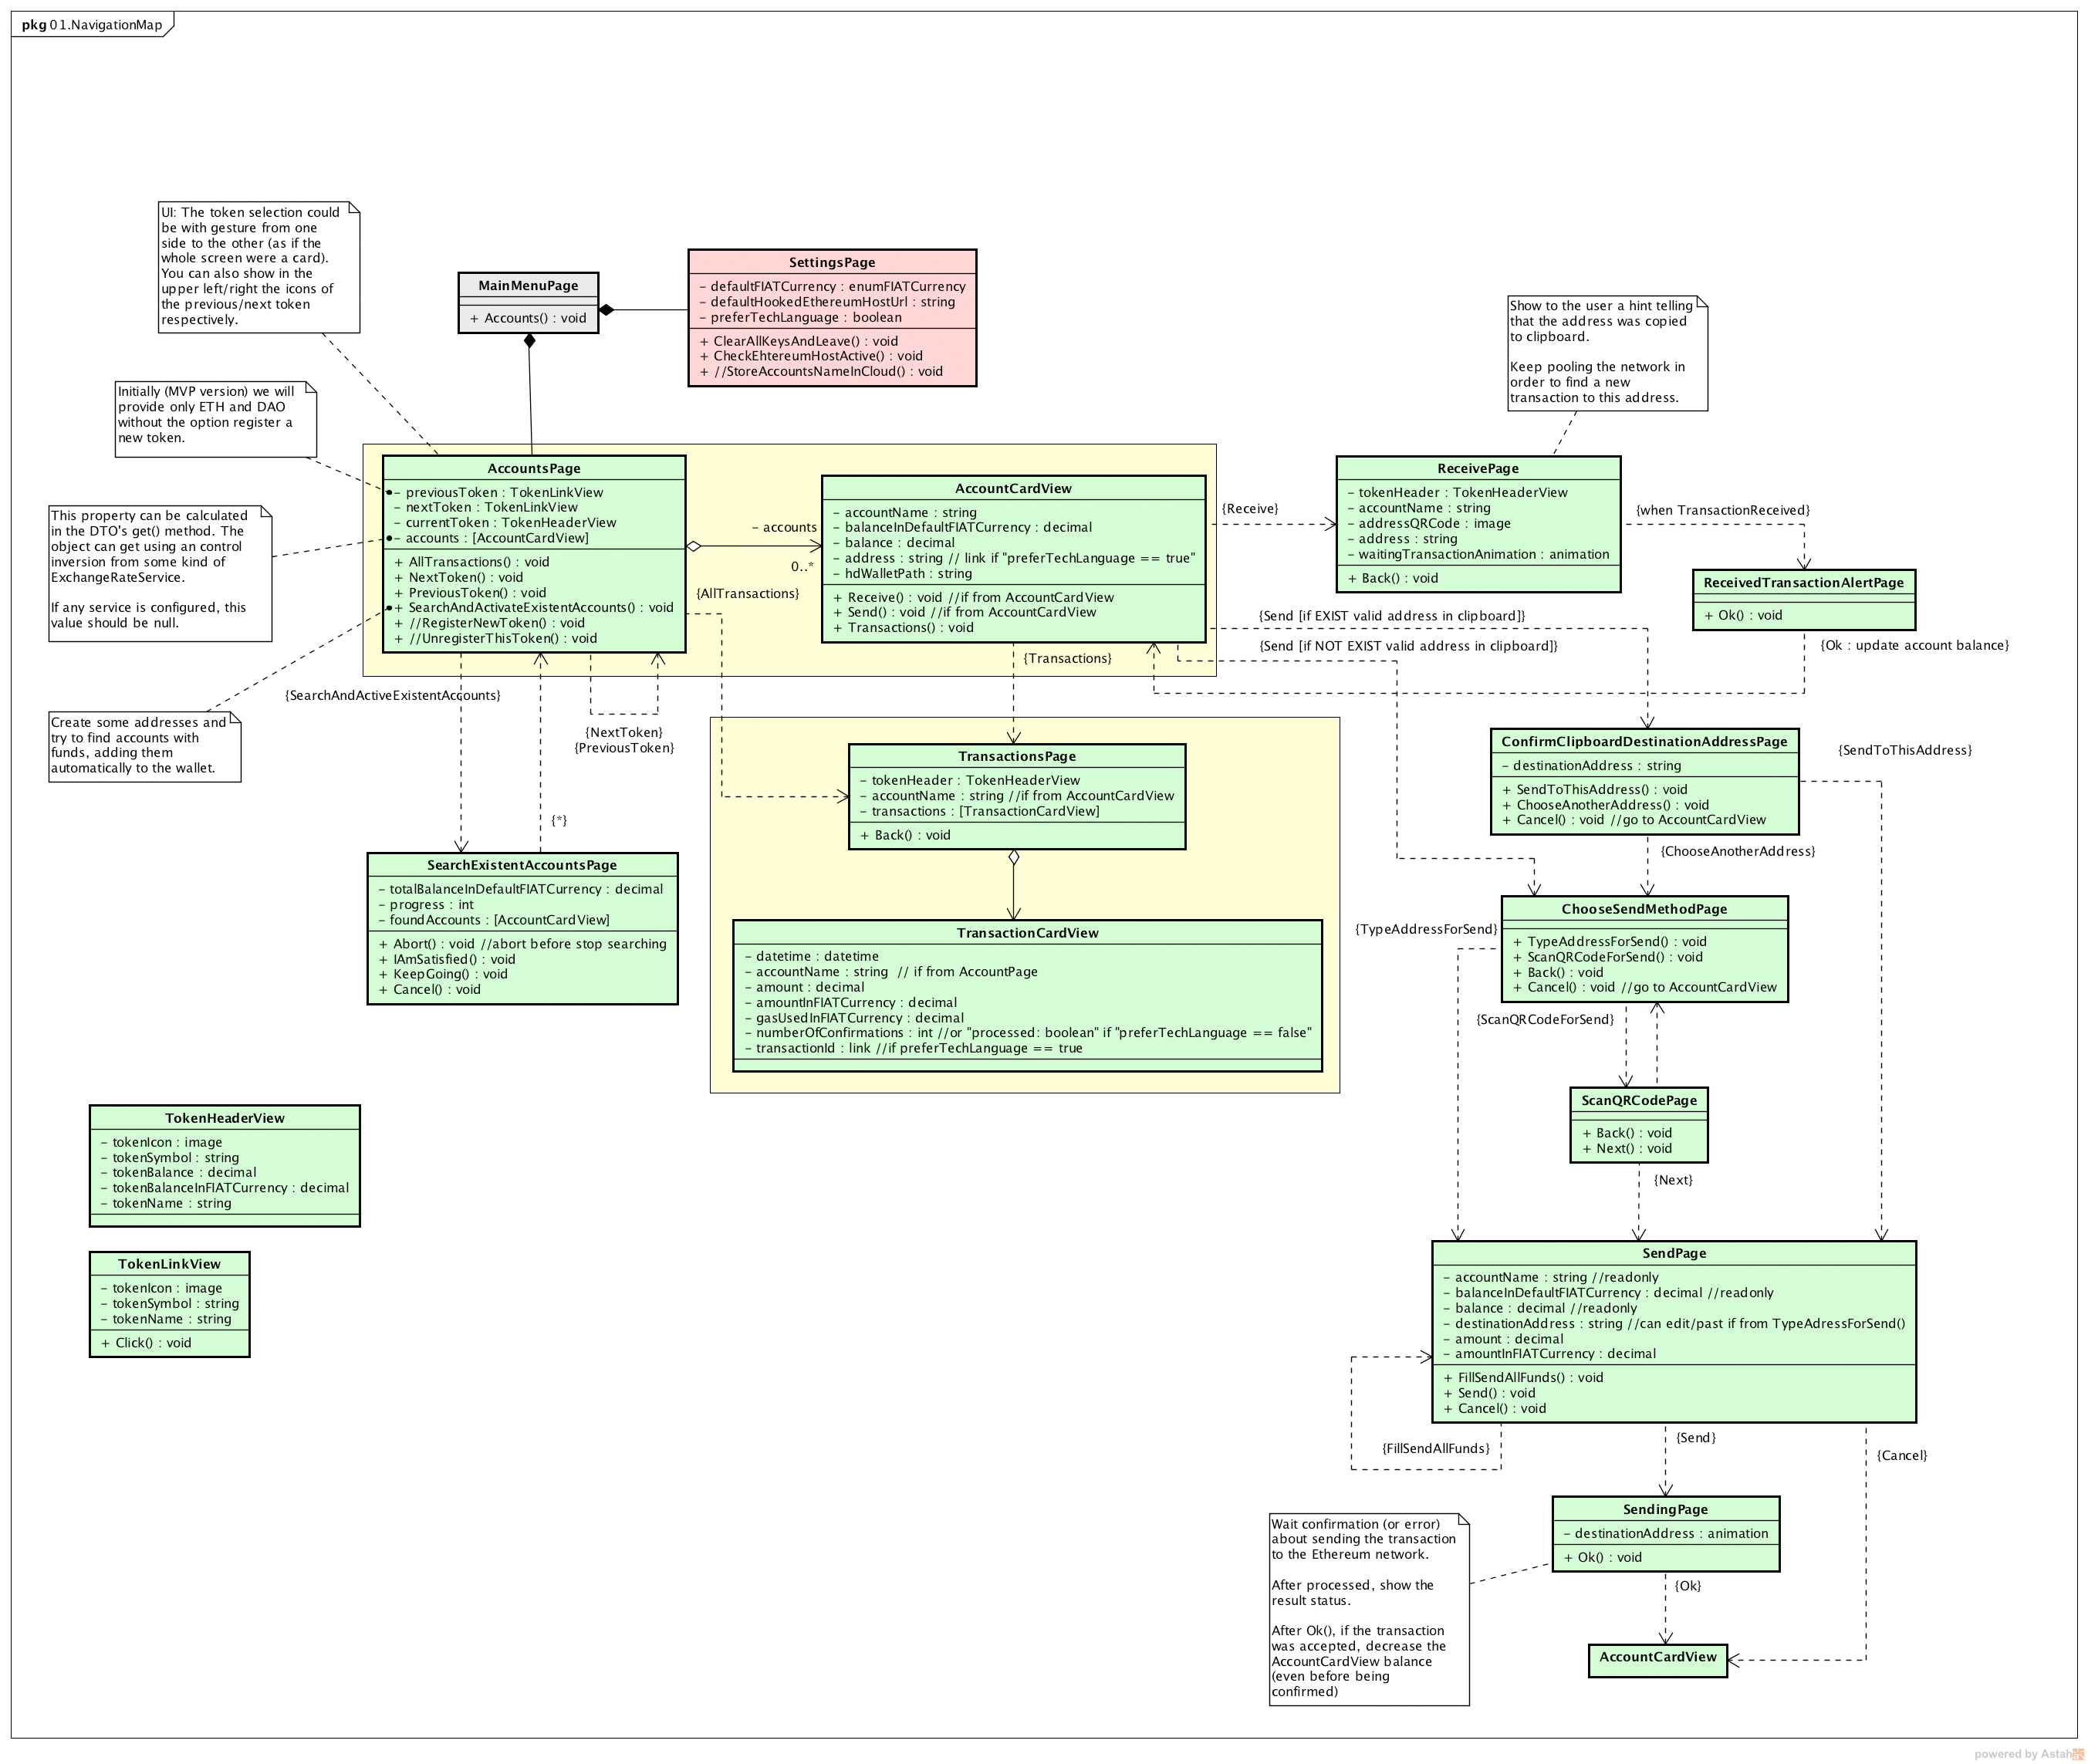 pkg 01.NavigationMap
UI: The token selection could
be with gesture from one
side to the other (as if the
whole screen were a card).
You can also show in the
upper left/right the icons of
the previous/next token
respectively.
MainMenuPage
+ Accounts() : void
SettingsPage
- defaultFIATCurrency : enumFIATCurrency
- defaultHookedEthereumHostUrl : string
- preferTechLanguage : boolean
+ ClearAllKeysAndLeave() : void
+ CheckEhtereumHostActive() : void
+ //StoreAccountsNameInCloud() : void
Show to the user a hint telling
that the address was copied
to clipboard.
Keep pooling the network in
order to find a new
transaction to this address.
Initially (MVP version) we will
provide only ETH and DAO
without the option register a
new token.
This property can be calculated
in the DTO's get() method. The
object can get using an control
inversion from some kind of
ExchangeRateService.
If any service is configured, this
value should be null.
Create some addresses and
try to find accounts with
funds, adding them
automatically to the wallet.
AccountsPage
- previousToken : TokenLinkView
- nextToken : TokenLinkView
- currentToken : TokenHeaderView
- accounts : [AccountCardView]
+ AllTransactions() : void
+ NextToken() : void
+ PreviousToken() : void
+ SearchAndActivateExistentAccounts() : void
+ //RegisterNewToken() : void
+ //UnregisterThisToken() : void
- accounts
0..*
{AllTransactions}
AccountCardView
- accountName : string
- balanceInDefaultFIATCurrency : decimal
- balance : decimal
- address : string // link if "preferTechLanguage == true"
- hdWalletPath : string
+ Receive() : void //if from AccountCardView
+ Send() : void //if from AccountCardView
+ Transactions() : void
{Receive}
ReceivePage
- tokenHeader : TokenHeaderView
- accountName : string
- addressQRCode : image
- address : string
- waitingTransactionAnimation : animation
+ Back() : void
{when TransactionReceived}
ReceivedTransactionAlertPage
+ Ok() : void
{Ok : update account balance}
{Send [if EXIST valid address in clipboard]}
{Send [if NOT EXIST valid address in clipboard]}
{Transactions}
{SearchAndActiveExistentAccounts}
{NextToken}
{PreviousToken}
{*}
SearchExistentAccountsPage
- totalBalanceInDefaultFIATCurrency : decimal
- progress : int
- foundAccounts : [AccountCardView]
+ Abort() : void //abort before stop searching
+ IAmSatisfied() : void
+ KeepGoing() : void
+ Cancel() : void
TransactionsPage
- tokenHeader : TokenHeaderView
- accountName : string //if from AccountCardView
- transactions : [TransactionCardView]
+ Back() : void
TransactionCardView
- datetime : datetime
- accountName : string  // if from AccountPage
- amount : decimal
- amountInFIATCurrency : decimal
- gasUsedInFIATCurrency : decimal
- numberOfConfirmations : int //or "processed: boolean" if "preferTechLanguage == false"
- transactionId : link //if preferTechLanguage == true
ConfirmClipboardDestinationAddressPage
- destinationAddress : string
+ SendToThisAddress() : void
+ ChooseAnotherAddress() : void
+ Cancel() : void //go to AccountCardView
{SendToThisAddress}
{ChooseAnotherAddress}
ChooseSendMethodPage
+ TypeAddressForSend() : void
+ ScanQRCodeForSend() : void
+ Back() : void
+ Cancel() : void //go to AccountCardView
{TypeAddressForSend}
{ScanQRCodeForSend}
ScanQRCodePage
+ Back() : void
+ Next() : void
{Next}
TokenHeaderView
- tokenIcon : image
- tokenSymbol : string
- tokenBalance : decimal
- tokenBalanceInFIATCurrency : decimal
- tokenName : string
TokenLinkView
- tokenIcon : image
- tokenSymbol : string
- tokenName : string
+ Click() : void
SendPage
- accountName : string //readonly
- balanceInDefaultFIATCurrency : decimal //readonly
- balance : decimal //readonly
- destinationAddress : string //can edit/past if from TypeAdressForSend()
- amount : decimal
- amountInFIATCurrency : decimal
+ FillSendAllFunds() : void
+ Send() : void
+ Cancel() : void
{FillSendAllFunds}
{Send}
{Cancel}
Wait confirmation (or error)
about sending the transaction
to the Ethereum network.
After processed, show the
result status.
After Ok(), if the transaction
was accepted, decrease the
AccountCardView balance
(even before being
confirmed)
SendingPage
- destinationAddress : animation
+ Ok() : void
{Ok}
AccountCardView
powered by Astah